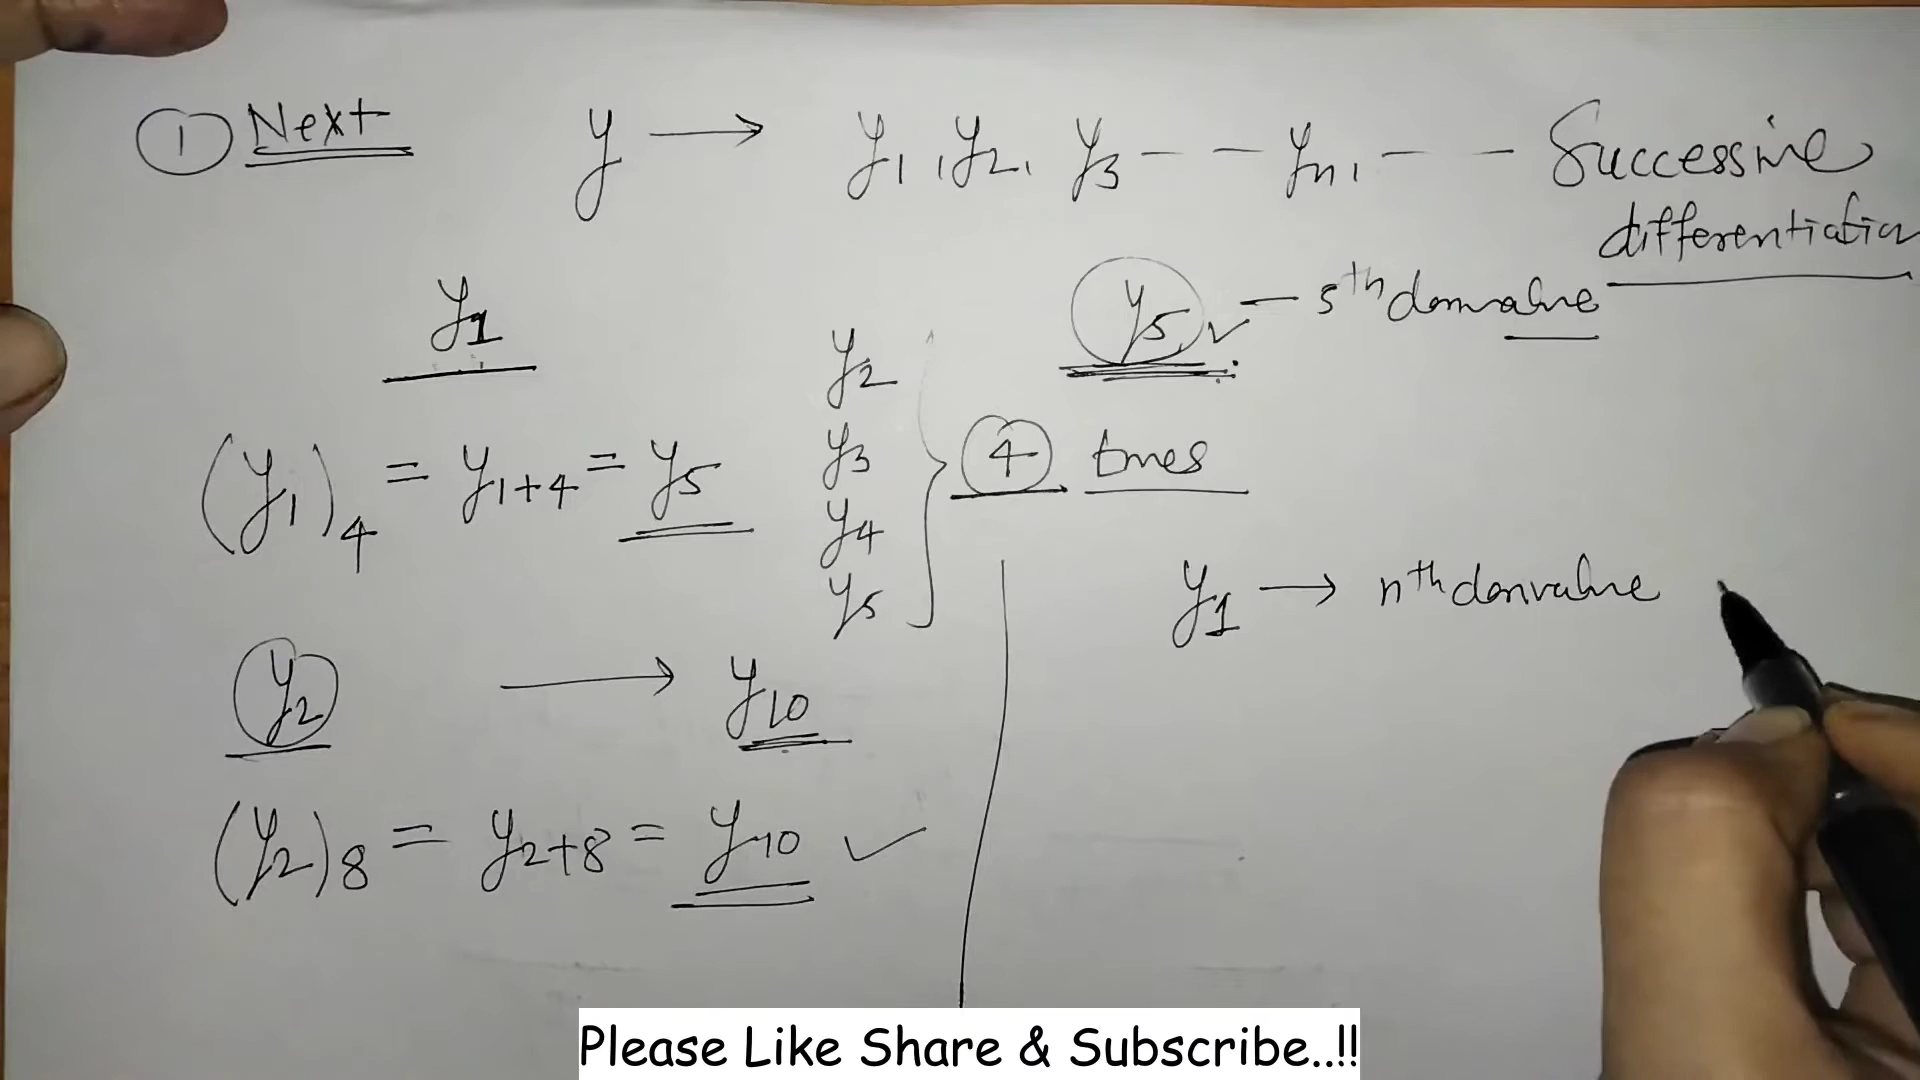 ① Next y → y1, y2, y3 - - yn, - - - Successive
differentiation
y1
y5 ✓ — 5th derivative
y2
y3
y4
y5
4 times
(y1)4 = y1+4 = y5
y2 → y10
(y2)8 = y2+8 = y10 ✓
y1 → nth derivative
Please Like Share & Subscribe..!!